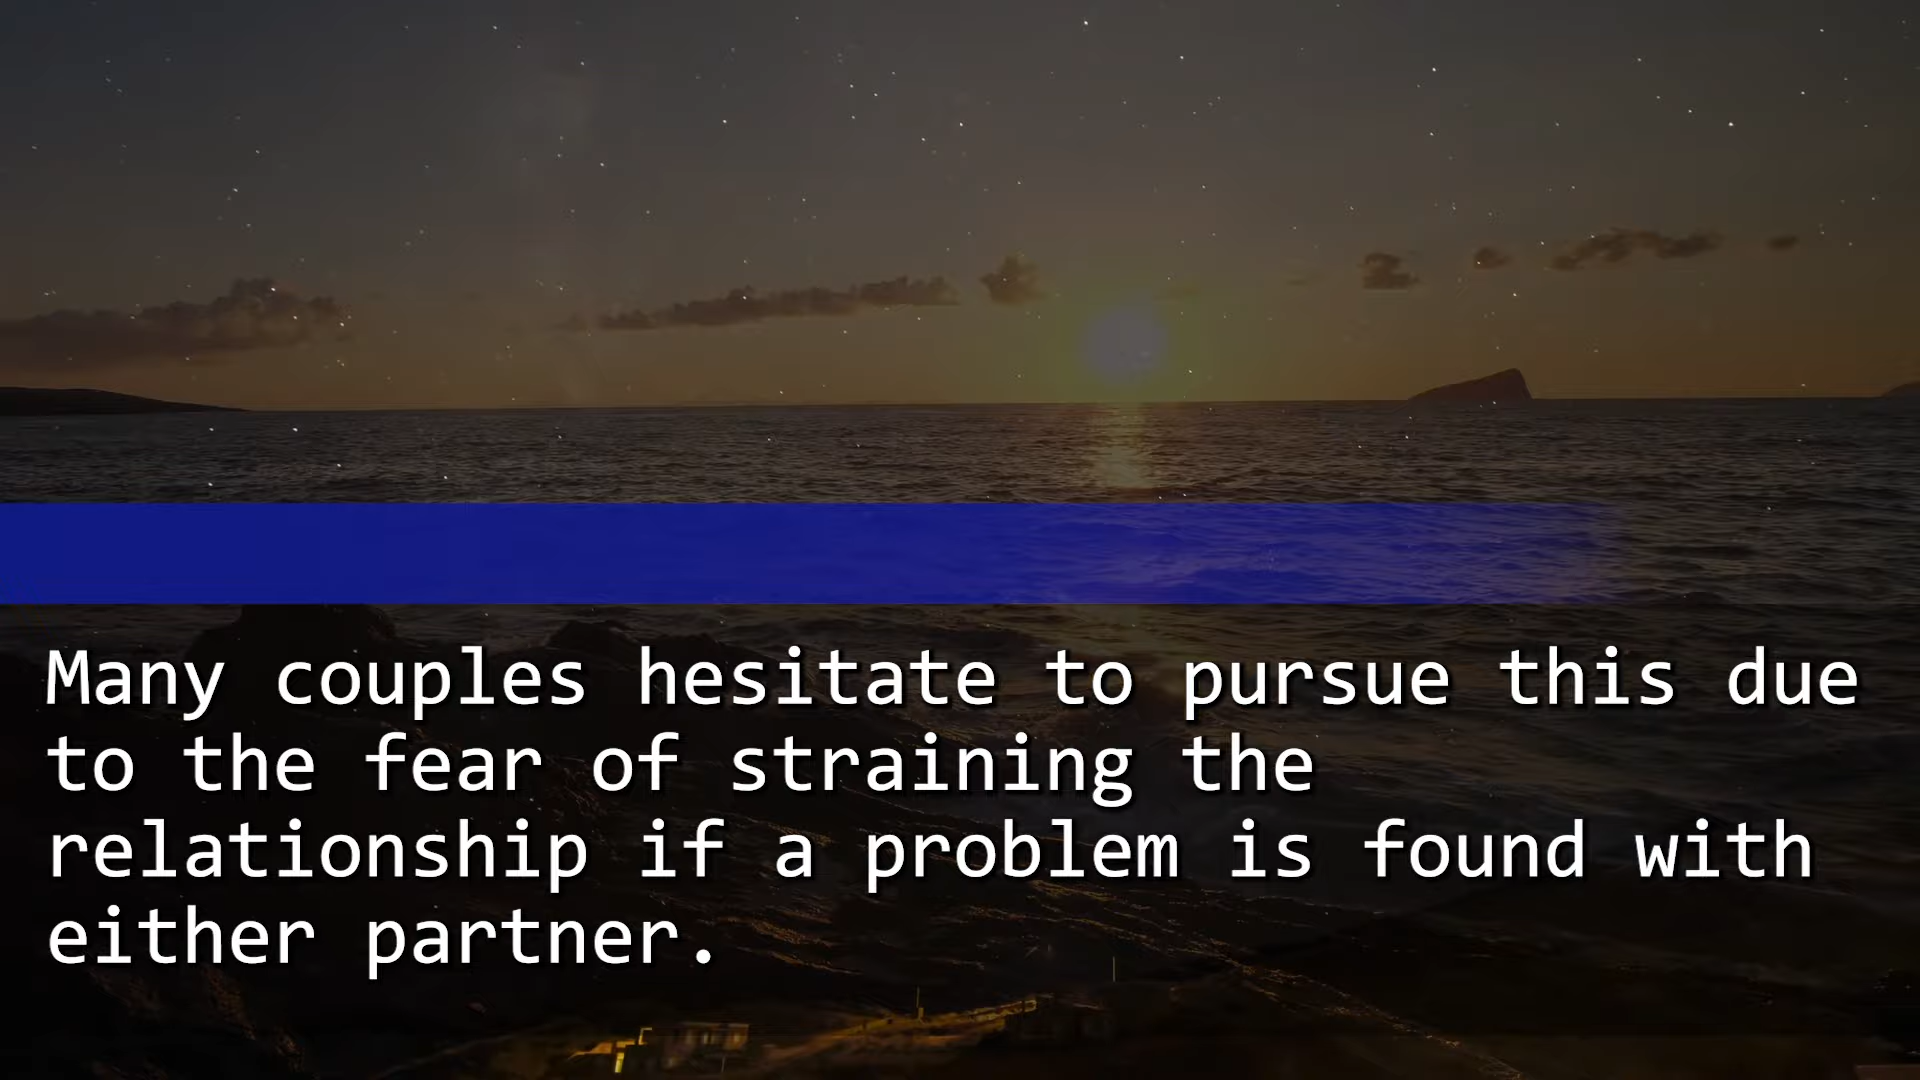 Many couples hesitate to pursue this due
to the fear of straining the
relationship if a problem is found with
either partner.